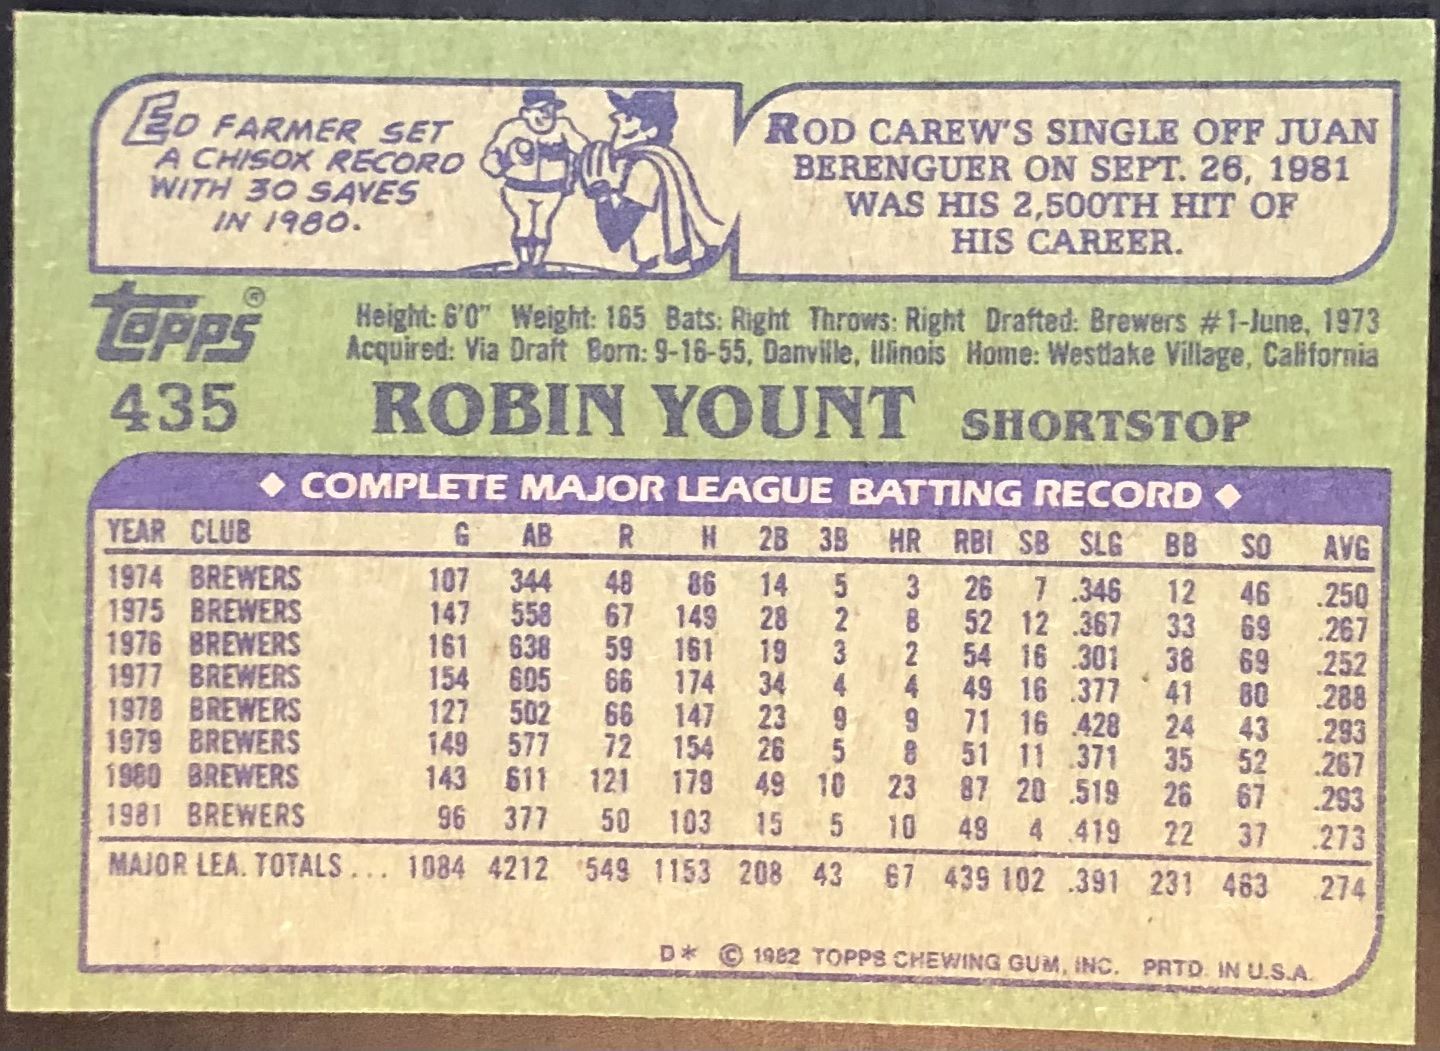 ED FARMER SET
A CHISOX RECORD
WITH 30 SAVES
IN 1980.
ROD CAREW'S SINGLE OFF JUAN
BERENGUER ON SEPT. 26, 1981
WAS HIS 2,500TH HIT OF
HIS CAREER.
Topps®
Height: 6'0" Weight: 165 Bats: Right Throws: Right Drafted: Brewers #1-June, 1973
Acquired: Via Draft Born: 9-16-55, Danville, Illinois Home: Westlake Village, California
435 ROBIN YOUNT SHORTSTOP
◆ COMPLETE MAJOR LEAGUE BATTING RECORD ◆
YEAR CLUB G AB R H 2B 3B HR RBI SB SLG BB SO AVG
1974 BREWERS 107 344 48 86 14 5 3 26 7 .346 12 46 .250
1975 BREWERS 147 558 67 149 28 2 8 52 12 .367 33 69 .267
1976 BREWERS 161 638 59 161 19 3 2 54 16 .301 38 69 .252
1977 BREWERS 154 605 66 174 34 4 4 49 16 .377 41 80 .288
1978 BREWERS 127 502 66 147 23 9 9 71 16 .428 24 43 .293
1979 BREWERS 149 577 72 154 26 5 8 51 11 .371 35 52 .267
1980 BREWERS 143 611 121 179 49 10 23 87 20 .519 26 67 .293
1981 BREWERS 96 377 50 103 15 5 10 49 4 .419 22 37 .273
MAJOR LEA. TOTALS ... 1084 4212 549 1153 208 43 67 439 102 .391 231 463 .274
D* © 1982 TOPPS CHEWING GUM, INC. PRTD. IN U.S.A.